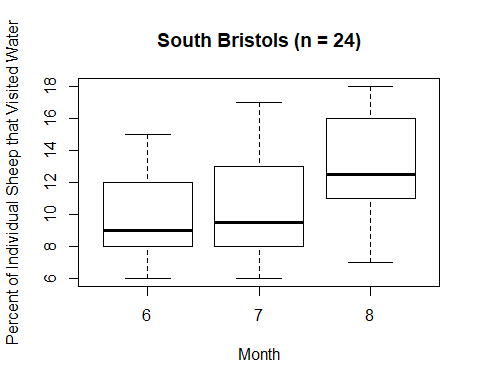 South Bristols (n = 24)
Percent of Individual Sheep that Visited Water
18
16
14
12
10
8
6
6 7 8
Month